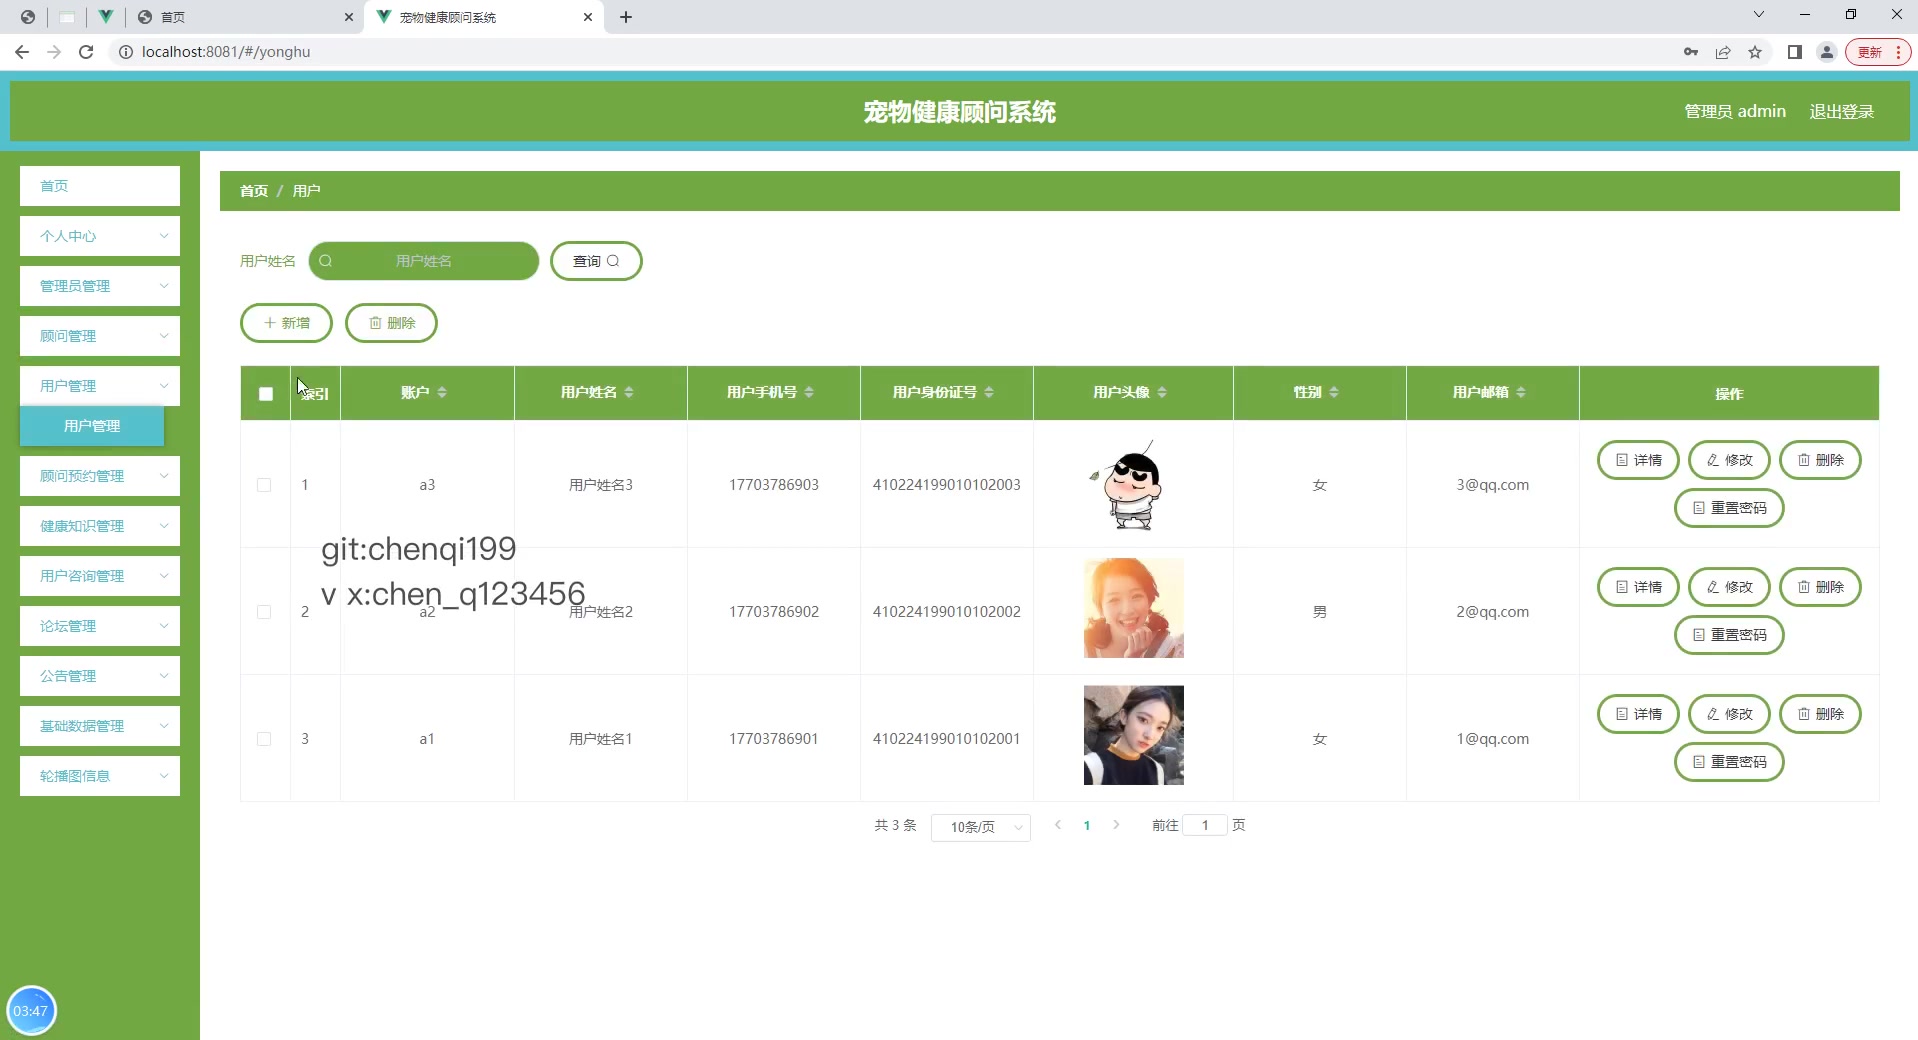 首页
宠物健康顾问系统
localhost:8081/#/yonghu
更新
宠物健康顾问系统
管理员 admin
退出登录
首页
个人中心
管理员管理
顾问管理
用户管理
用户管理
顾问预约管理
健康知识管理
用户咨询管理
论坛管理
公告管理
基础数据管理
轮播图信息
首页 / 用户
用户姓名 用户姓名 查询
新增 删除
索引 账户 用户姓名 用户手机号 用户身份证号 用户头像 性别 用户邮箱 操作
1 a3 用户姓名3 17703786903 410224199010102003 女 3@qq.com 详情 修改 删除
重置密码
git:chenqi199
v x:chen_q123456
2 a2 用户姓名2 17703786902 410224199010102002 男 2@qq.com 详情 修改 删除
重置密码
3 a1 用户姓名1 17703786901 410224199010102001 女 1@qq.com 详情 修改 删除
重置密码
共 3 条 10条/页 1 前往 1 页
03:47